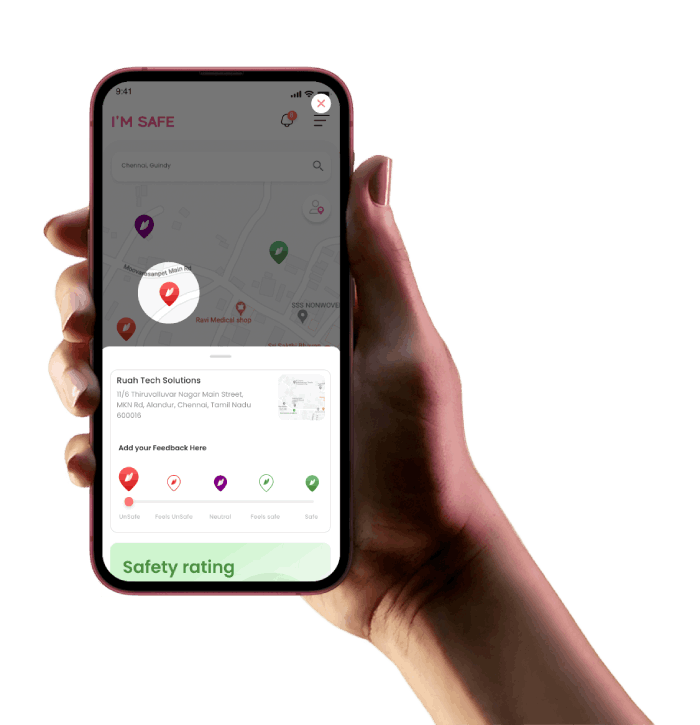 9:41
I'M SAFE
Chennai, Guindy
Moovarasanpet Main Rd
SSS NONWOVEN
Ravi Medical shop
Ruah Tech Solutions
11/6 Thiruvalluvar Nagar Main Street,
MKN Rd, Alandur, Chennai, Tamil Nadu
600016
Add your Feedback Here
UnSafe Feels UnSafe Neutral Feels safe Safe
Safety rating